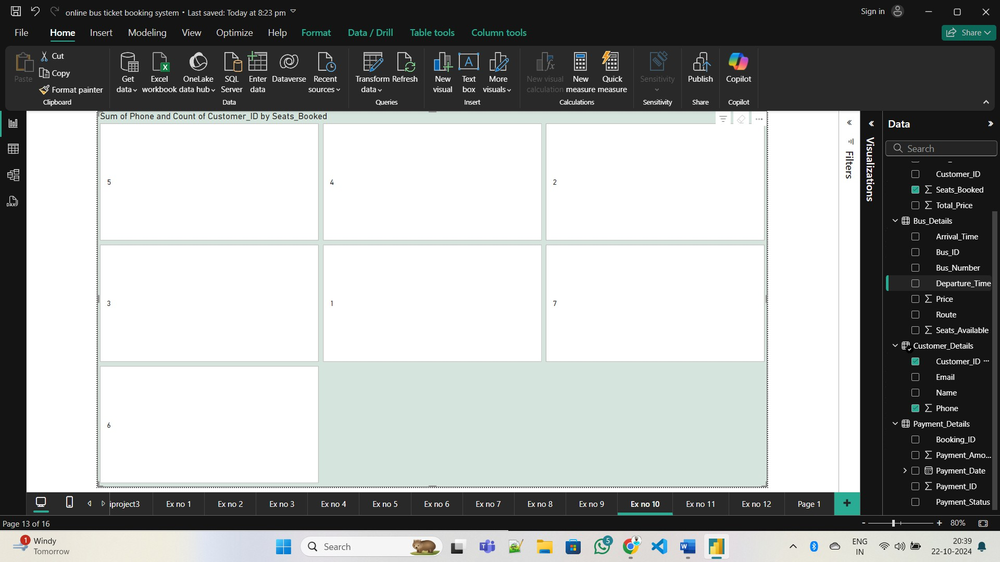 online bus ticket booking system • Last saved: Today at 8:23 pm
Sign in
File
Home
Insert
Modeling
View
Optimize
Help
Format
Data / Drill
Table tools
Column tools
Share
Paste
Cut
Copy
Format painter
Clipboard
Get data
Excel workbook
OneLake data hub
SQL Server
Enter data
Dataverse
Recent sources
Data
Transform data
Refresh
Queries
New visual
Text box
More visuals
Insert
New visual calculation
New measure
Quick measure
Calculations
Sensitivity
Sensitivity
Publish
Share
Copilot
Copilot
DAX
Sum of Phone and Count of Customer_ID by Seats_Booked
5
4
2
3
1
7
6
Filters
Visualizations
Data
Search
Customer_ID
Seats_Booked
Total_Price
Bus_Details
Arrival_Time
Bus_ID
Bus_Number
Departure_Time
Price
Route
Seats_Available
Customer_Details
Customer_ID
Email
Name
Phone
Payment_Details
Booking_ID
Payment_Amo...
Payment_Date
Payment_ID
Payment_Status
iproject3
Ex no 1
Ex no 2
Ex no 3
Ex no 4
Ex no 5
Ex no 6
Ex no 7
Ex no 8
Ex no 9
Ex no 10
Ex no 11
Ex no 12
Page 1
Page 13 of 16
80%
1
Windy
Tomorrow
Search
5
ENG
IN
20:39
22-10-2024